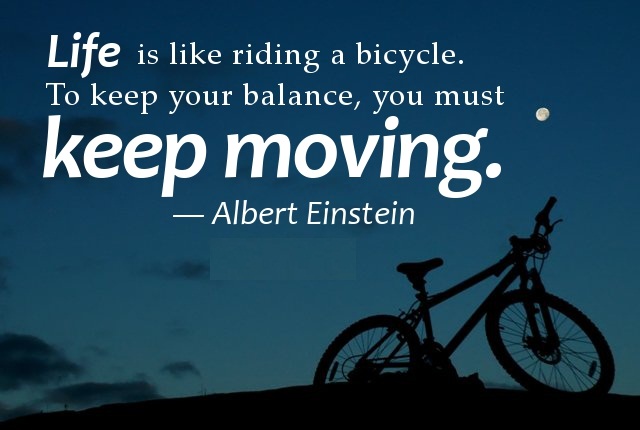 Life is like riding a bicycle.
To keep your balance, you must
keep moving.
— Albert Einstein